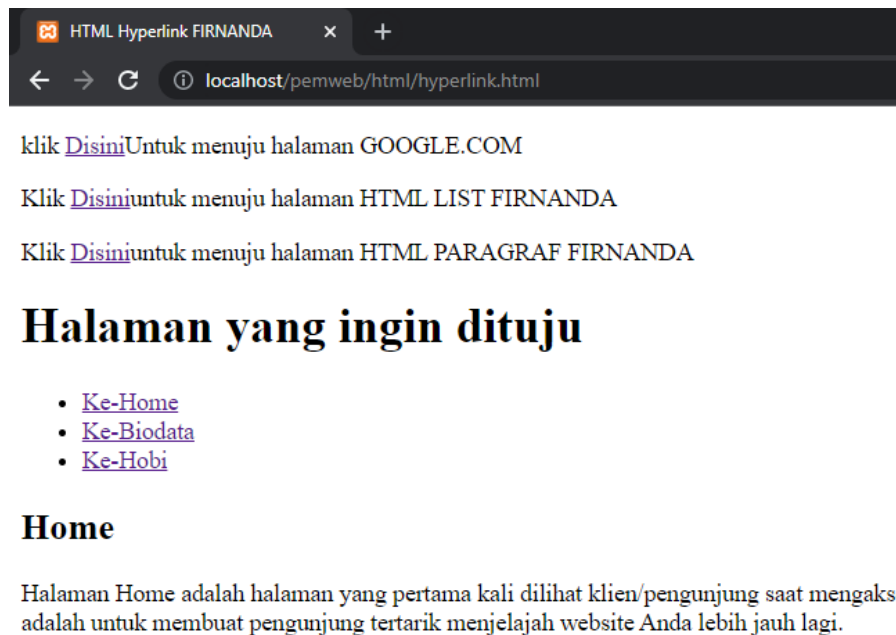 HTML Hyperlink FIRNANDA
localhost/pemweb/html/hyperlink.html
klik DisiniUntuk menuju halaman GOOGLE.COM
Klik Disiniuntuk menuju halaman HTML LIST FIRNANDA
Klik Disiniuntuk menuju halaman HTML PARAGRAF FIRNANDA
Halaman yang ingin dituju
Ke-Home
Ke-Biodata
Ke-Hobi
Home
Halaman Home adalah halaman yang pertama kali dilihat klien/pengunjung saat mengaks
adalah untuk membuat pengunjung tertarik menjelajah website Anda lebih jauh lagi.